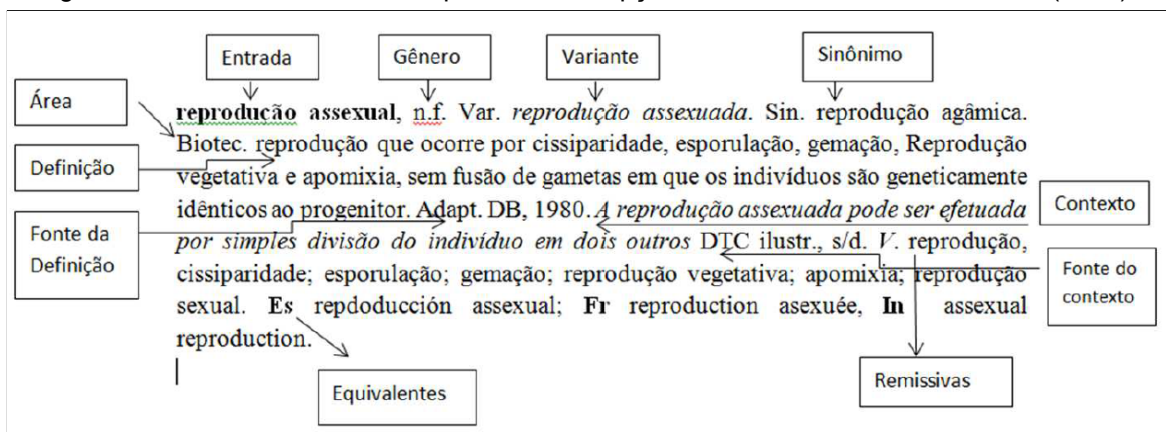 Entrada
Gênero
Variante
Sinônimo
Área
Definição
Fonte da
Definição
reprodução assexual, n.f. Var. reprodução assexuada. Sin. reprodução agâmica.
Biotec. reprodução que ocorre por cissiparidade, esporulação, gemação, Reprodução
vegetativa e apomixia, sem fusão de gametas em que os indivíduos são geneticamente
idênticos ao progenitor. Adapt. DB, 1980. A reprodução assexuada pode ser efetuada
por simples divisão do indivíduo em dois outros DTC ilustr., s/d. V. reprodução,
cissiparidade; esporulação; gemação; reprodução vegetativa; apomixia; reprodução
sexual. Es repdoducción assexual; Fr reproduction asexuée, In assexual
reproduction.
Contexto
Fonte do
contexto
Equivalentes
Remissivas